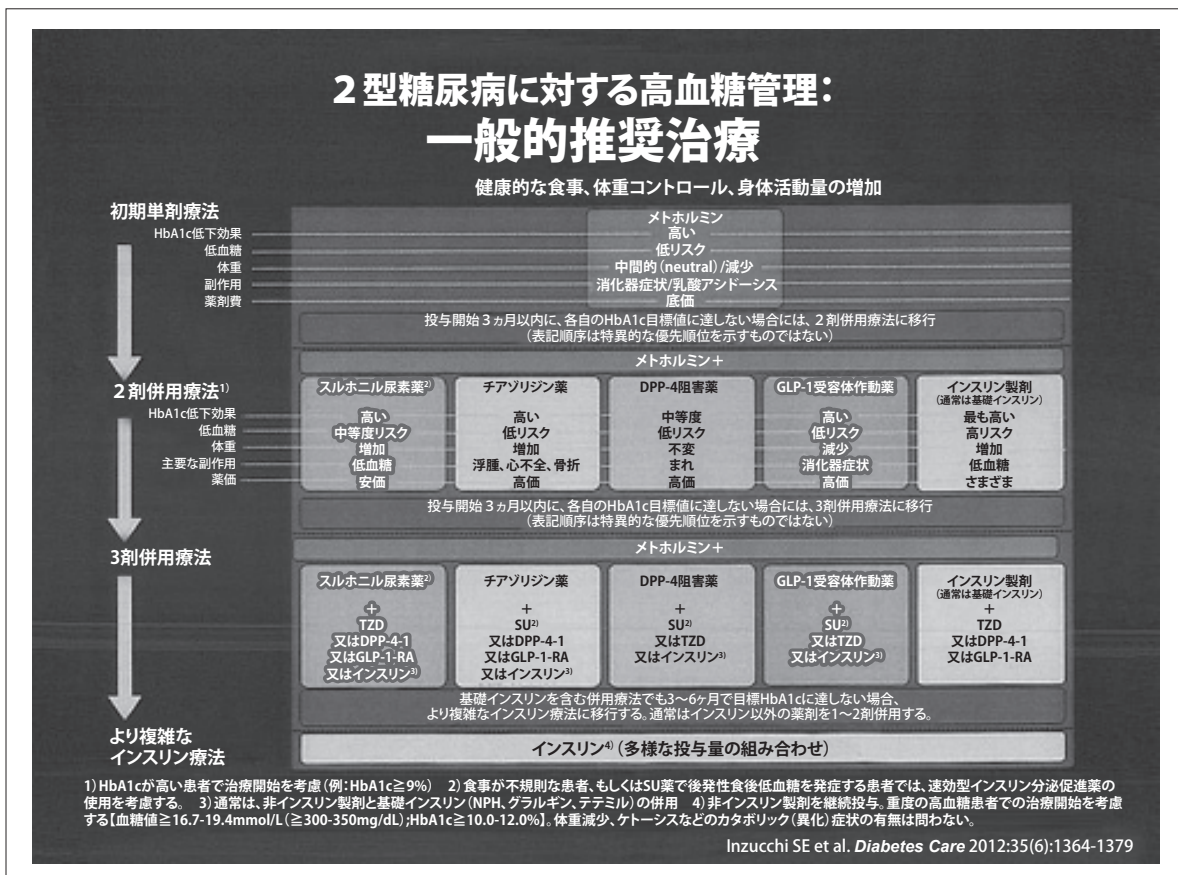 2型糖尿病に対する高血糖管理：
一般的推奨治療
健康的な食事、体重コントロール、身体活動量の増加
初期単剤療法
HbA1c低下効果
低血糖
体重
副作用
薬剤費
メトホルミン
高い
低リスク
中間的（neutral）/減少
消化器症状/乳酸アシドーシス
底価
投与開始３ヵ月以内に、各自のHbA1c目標値に達しない場合には、２剤併用療法に移行
（表記順序は特異的な優先順位を示すものではない）
メトホルミン＋
２剤併用療法1)
HbA1c低下効果
低血糖
体重
主要な副作用
薬価
スルホニル尿素薬2)
高い
中等度リスク
増加
低血糖
安価
チアゾリジン薬
高い
低リスク
増加
浮腫、心不全、骨折
高価
DPP-4阻害薬
中等度
低リスク
不変
まれ
高価
GLP-1受容体作動薬
高い
低リスク
減少
消化器症状
高価
インスリン製剤
（通常は基礎インスリン）
最も高い
高リスク
増加
低血糖
さまざま
投与開始３ヵ月以内に、各自のHbA1c目標値に達しない場合には、3剤併用療法に移行
（表記順序は特異的な優先順位を示すものではない）
メトホルミン＋
3剤併用療法
スルホニル尿素薬2)
＋
TZD
又はDPP-4-1
又はGLP-1-RA
又はインスリン3)
チアゾリジン薬
＋
SU2)
又はDPP-4-1
又はGLP-1-RA
又はインスリン3)
DPP-4阻害薬
＋
SU2)
又はTZD
又はインスリン3)
GLP-1受容体作動薬
＋
SU2)
又はTZD
又はインスリン3)
インスリン製剤
（通常は基礎インスリン）
＋
TZD
又はDPP-4-1
又はGLP-1-RA
基礎インスリンを含む併用療法でも3〜6ヶ月で目標HbA1cに達しない場合、
より複雑なインスリン療法に移行する。通常はインスリン以外の薬剤を1〜2剤併用する。
より複雑な
インスリン療法
インスリン4)（多様な投与量の組み合わせ）
1）HbA1cが高い患者で治療開始を考慮（例：HbA1c≧9%）　2）食事が不規則な患者、もしくはSU薬で後発性食後低血糖を発症する患者では、速効型インスリン分泌促進薬の
使用を考慮する。　3）通常は、非インスリン製剤と基礎インスリン（NPH、グラルギン、テテミル）の併用　4）非インスリン製剤を継続投与。重度の高血糖患者での治療開始を考慮
する【血糖値≧16.7-19.4mmol/L（≧300-350mg/dL）;HbA1c≧10.0-12.0%】。体重減少、ケトーシスなどのカタボリック（異化）症状の有無は問わない。
Inzucchi SE et al. Diabetes Care 2012:35(6):1364-1379